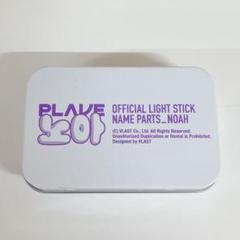 PLAVE
노아
OFFICIAL LIGHT STICK
NAME PARTS_NOAH
(C) VLAST Co., Ltd. All Rights Reserved.
Unauthorized Duplication or Rental is Prohibited.
Designed by VLAST